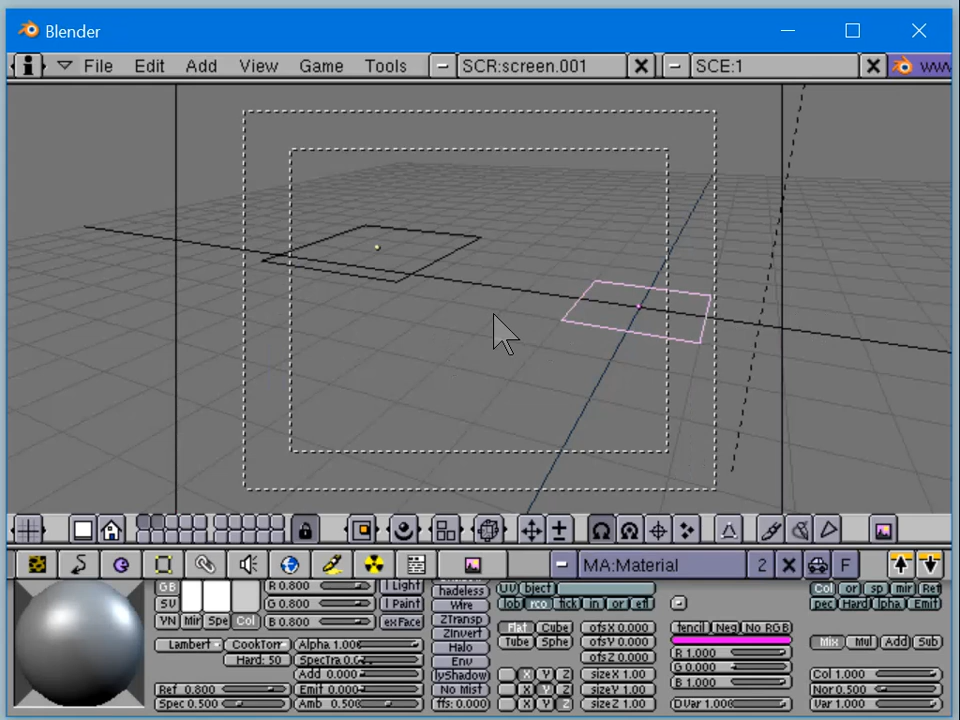 Blender
File Edit Add View Game Tools SCR:screen.001 SCE:1
MA:Material 2 F
R 0.800 Light hadeless UV bject Col or sp mir Ret
SV G 0.800 Paint Wire lob rco fick in or efl pec Hard lpha Emit
VN Mir Spe Col B 0.800 exFace ZTransp Flat Cube ofsX 0.000 tencil Neg No RGB
Lambert CookTorr Alpha 1.000 ZInvert Tube Sphe ofsY 0.000 Mix Mul Add Sub
Hard: 50 SpecTra 0.0 Halo ofsZ 0.000 R 1.000
Add 0.000 Env X Y Z sizeX 1.00 G 0.000 Col 1.000
Ref 0.800 Emit 0.000 lyShadow X Y Z sizeY 1.00 B 1.000 Nor 0.500
Spec 0.500 Amb 0.500 No Mist X Y Z sizeZ 1.00 DVar 1.000 Var 1.000
ffs: 0.000